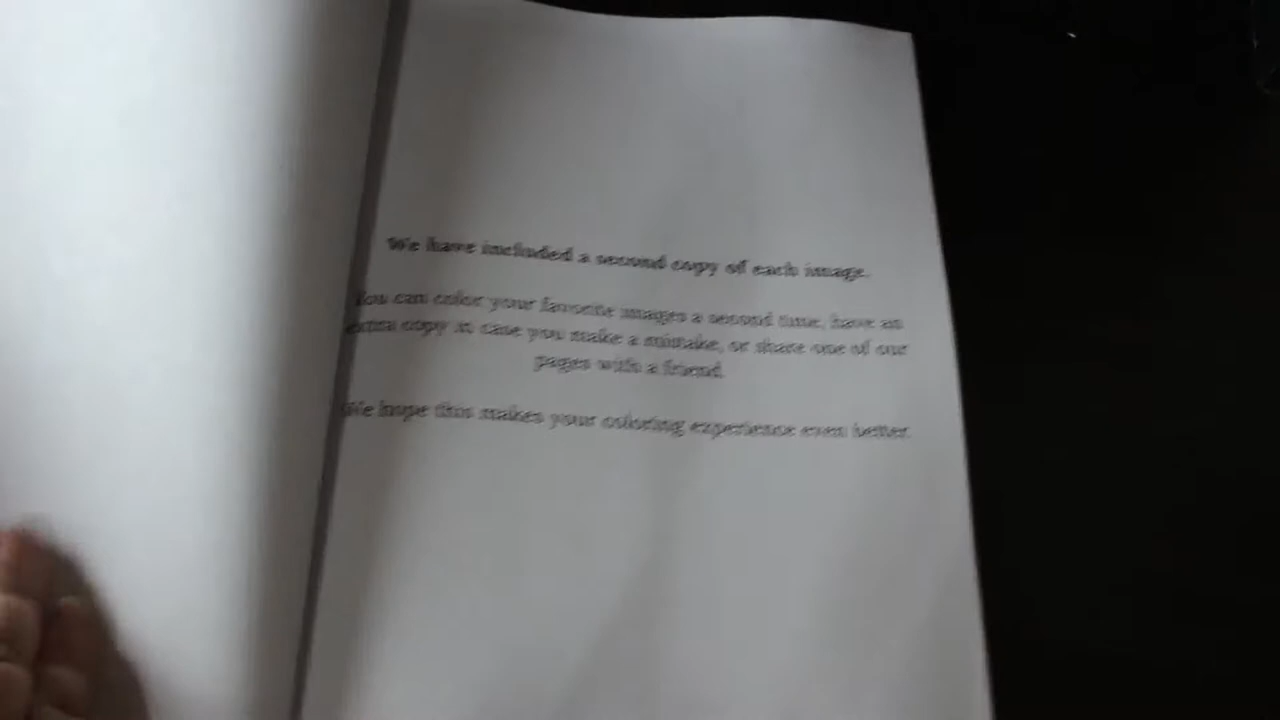 We have included a second copy of each image.
You can color your favorite images a second time, have an
extra copy in case you make a mistake, or share one of our
pages with a friend.
We hope this makes your coloring experience even better.